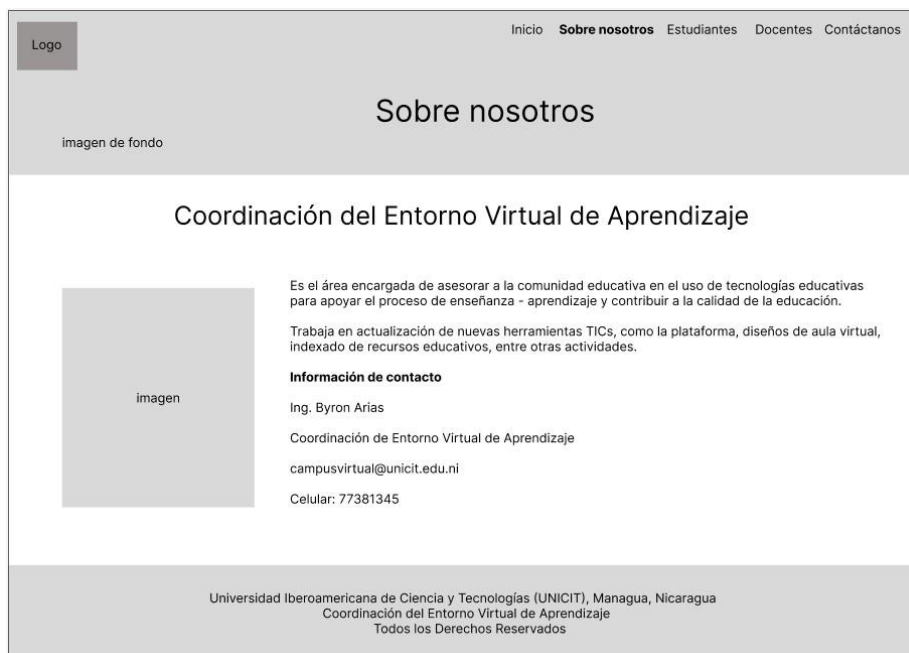 Logo
Inicio Sobre nosotros Estudiantes Docentes Contáctanos
Sobre nosotros
imagen de fondo
Coordinación del Entorno Virtual de Aprendizaje
Es el área encargada de asesorar a la comunidad educativa en el uso de tecnologías educativas
para apoyar el proceso de enseñanza - aprendizaje y contribuir a la calidad de la educación.
Trabaja en actualización de nuevas herramientas TICs, como la plataforma, diseños de aula virtual,
indexado de recursos educativos, entre otras actividades.
Información de contacto
imagen
Ing. Byron Arias
Coordinación de Entorno Virtual de Aprendizaje
campusvirtual@unicit.edu.ni
Celular: 77381345
Universidad Iberoamericana de Ciencia y Tecnologías (UNICIT), Managua, Nicaragua
Coordinación del Entorno Virtual de Aprendizaje
Todos los Derechos Reservados